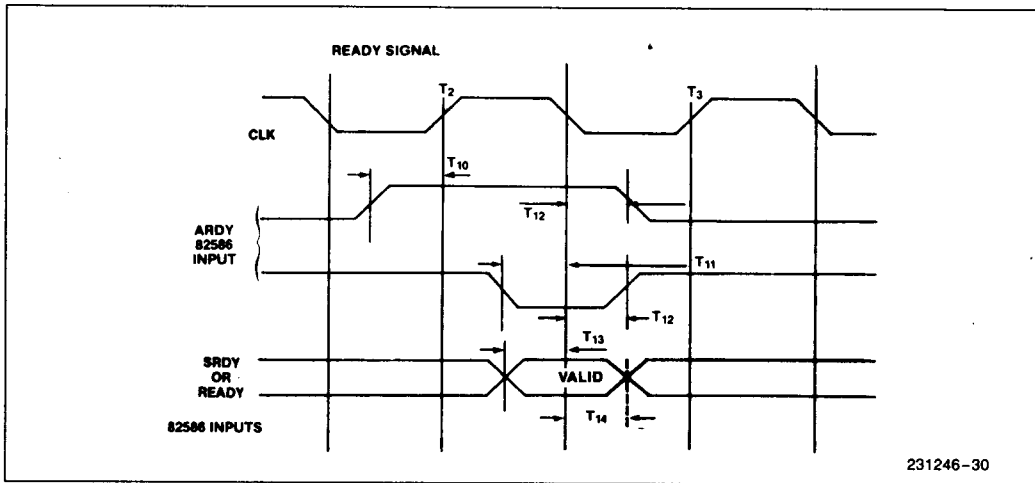 READY SIGNAL
T2
T3
CLK
T10
T12
ARDY
82586
INPUT
T11
T12
T13
SRDY
OR
READY
VALID
T14
82586 INPUTS
231246-30